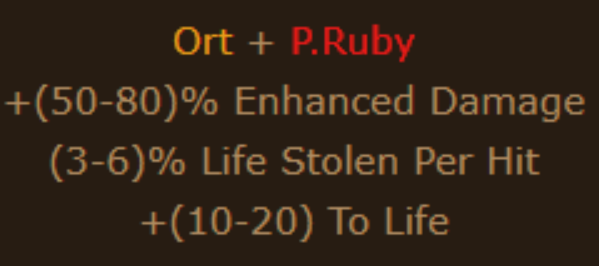 Ort + P.Ruby
+(50-80)% Enhanced Damage
(3-6)% Life Stolen Per Hit
+(10-20) To Life